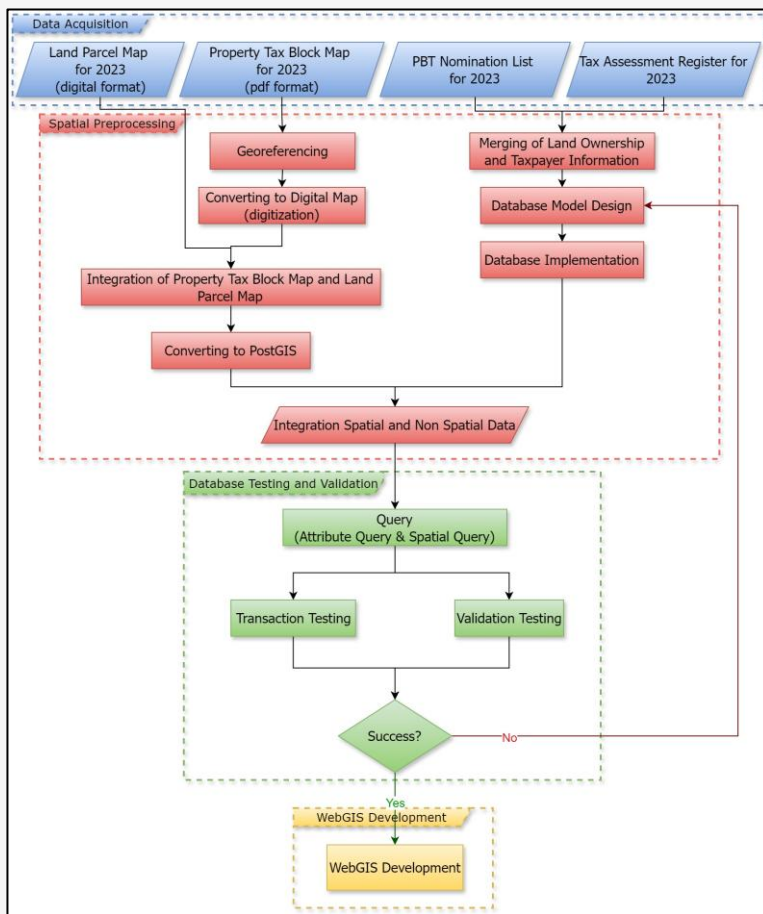 Data Acquisition
Land Parcel Map
for 2023
(digital format)
Property Tax Block Map
for 2023
(pdf format)
PBT Nomination List
for 2023
Tax Assessment Register for
2023
Spatial Preprocessing
Georeferencing
Merging of Land Ownership
and Taxpayer Information
Converting to Digital Map
(digitization)
Database Model Design
Integration of Property Tax Block Map and Land
Parcel Map
Database Implementation
Converting to PostGIS
Integration Spatial and Non Spatial Data
Database Testing and Validation
Query
(Attribute Query & Spatial Query)
Transaction Testing
Validation Testing
Success?
No
Yes
WebGIS Development
WebGIS Development